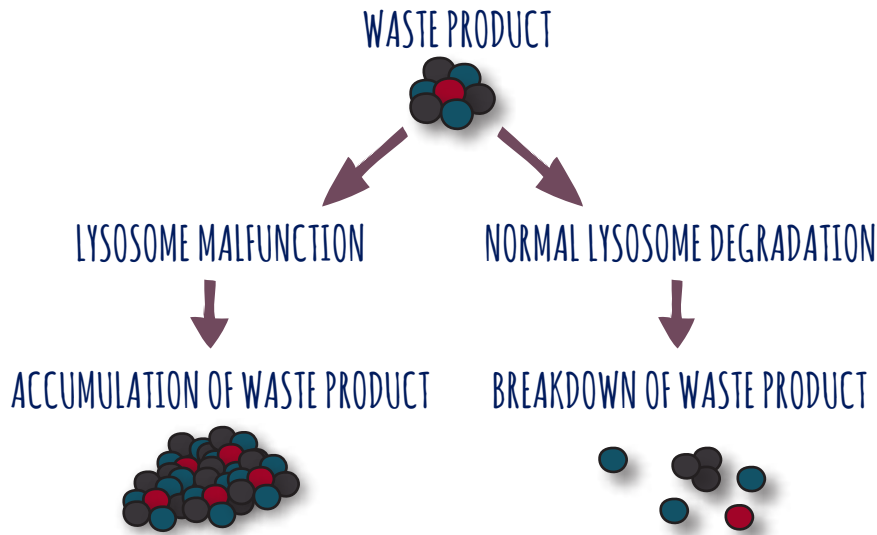 WASTE PRODUCT
LYSOSOME MALFUNCTION
NORMAL LYSOSOME DEGRADATION
ACCUMULATION OF WASTE PRODUCT
BREAKDOWN OF WASTE PRODUCT